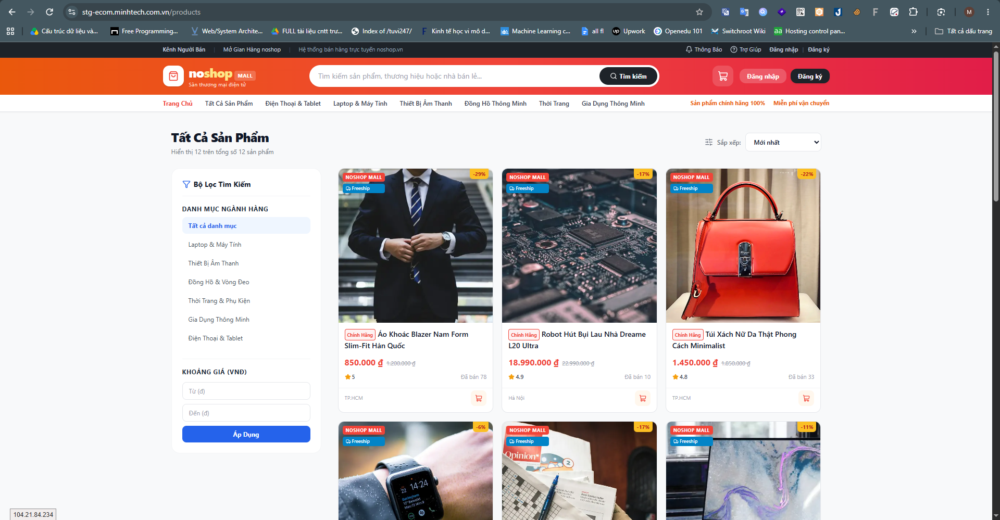 stg-ecom.minhtech.com.vn/products
M
Cấu trúc dữ liệu và...
Free Programming...
Web/System Archite...
FULL tài liệu cntt trư...
Index of /tuvi247/
Kinh tế học vi mô d...
Machine Learning c...
all fl
Upwork
Openedu 101
Switchroot Wiki
Hosting control pan...
»
Tất cả dấu trang
Kênh Người Bán
Mở Gian Hàng noshop
Hệ thống bán hàng trực tuyến noshop.vn
Thông Báo
Trợ Giúp
Đăng nhập
Đăng ký
noshop MALL
Sàn thương mại điện tử
Tìm kiếm sản phẩm, thương hiệu hoặc nhà bán lẻ...
Tìm kiếm
Đăng nhập
Đăng ký
Trang Chủ
Tất Cả Sản Phẩm
Điện Thoại & Tablet
Laptop & Máy Tính
Thiết Bị Âm Thanh
Đồng Hồ Thông Minh
Thời Trang
Gia Dụng Thông Minh
Sản phẩm chính hãng 100%
Miễn phí vận chuyển
Tất Cả Sản Phẩm
Hiển thị 12 trên tổng số 12 sản phẩm
Sắp xếp:
Mới nhất
Bộ Lọc Tìm Kiếm
DANH MỤC NGÀNH HÀNG
Tất cả danh mục
Laptop & Máy Tính
Thiết Bị Âm Thanh
Đồng Hồ & Vòng Đeo
Thời Trang & Phụ Kiện
Gia Dụng Thông Minh
Điện Thoại & Tablet
KHOẢNG GIÁ (VNĐ)
Từ (đ)
Đến (đ)
Áp Dụng
NOSHOP MALL
Freeship
-29%
Chính Hãng Áo Khoác Blazer Nam Form
Slim-Fit Hàn Quốc
850.000 ₫ 1.200.000 ₫
5
Đã bán 78
TP.HCM
NOSHOP MALL
Freeship
-17%
Chính Hãng Robot Hút Bụi Lau Nhà Dreame
L20 Ultra
18.990.000 ₫ 22.990.000 ₫
4.9
Đã bán 10
Hà Nội
NOSHOP MALL
Freeship
-22%
Chính Hãng Túi Xách Nữ Da Thật Phong
Cách Minimalist
1.450.000 ₫ 1.850.000 ₫
4.8
Đã bán 33
TP.HCM
NOSHOP MALL
Freeship
-6%
22 14:24
NOSHOP MALL
Freeship
-17%
Opinion
2
NOSHOP MALL
Freeship
-11%
104.21.84.234